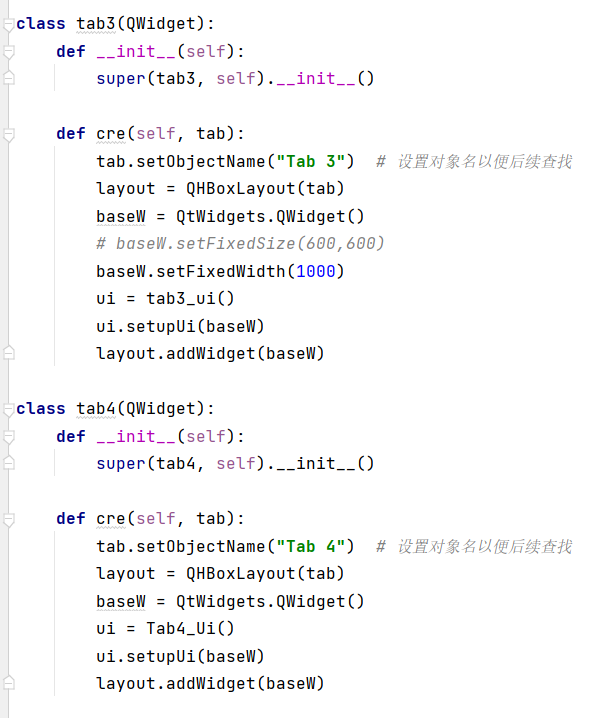 class tab3(QWidget):
    def __init__(self):
        super(tab3, self).__init__()
    def cre(self, tab):
        tab.setObjectName("Tab 3")  # 设置对象名以便后续查找
        layout = QHBoxLayout(tab)
        baseW = QtWidgets.QWidget()
        # baseW.setFixedSize(600,600)
        baseW.setFixedWidth(1000)
        ui = tab3_ui()
        ui.setupUi(baseW)
        layout.addWidget(baseW)
class tab4(QWidget):
    def __init__(self):
        super(tab4, self).__init__()
    def cre(self, tab):
        tab.setObjectName("Tab 4")  # 设置对象名以便后续查找
        layout = QHBoxLayout(tab)
        baseW = QtWidgets.QWidget()
        ui = Tab4_Ui()
        ui.setupUi(baseW)
        layout.addWidget(baseW)